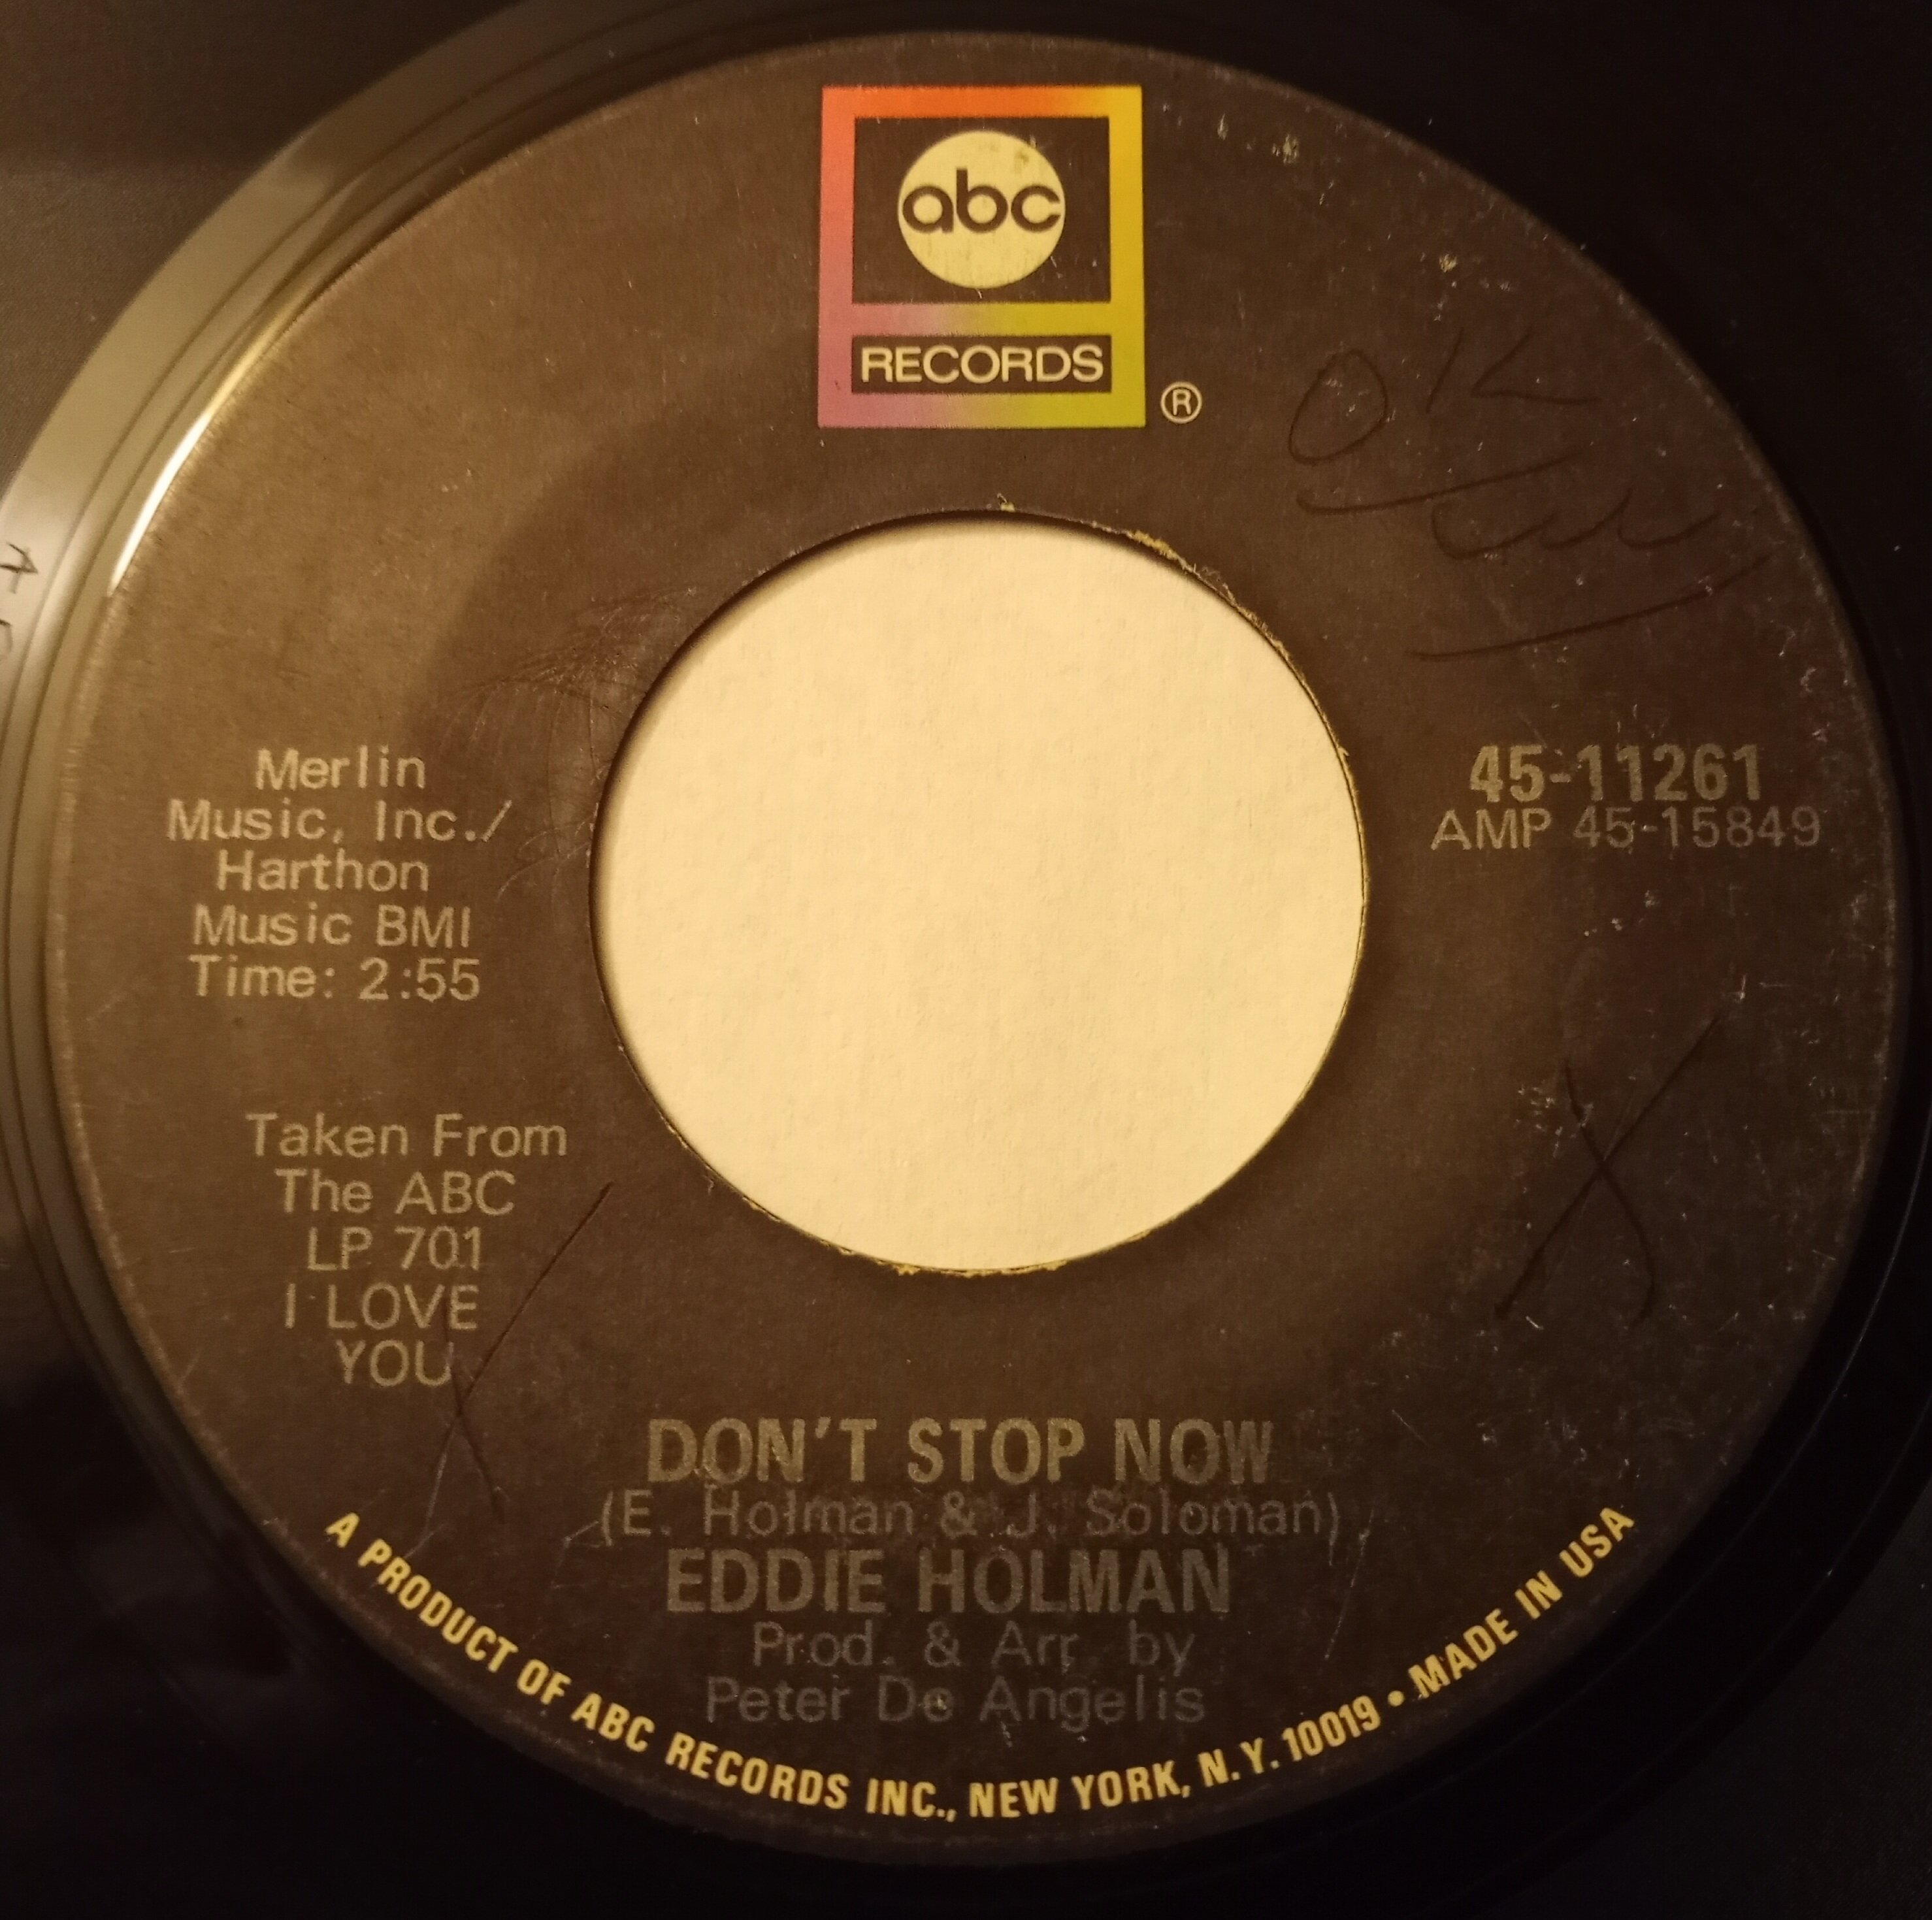 abc
RECORDS
®
OK
Merlin
Music, Inc./
Harthon
Music BMI
Time: 2:55
45-11261
AMP 45-15849
Taken From
The ABC
LP 701
I LOVE
YOU
X
X
DON'T STOP NOW
(E. Holman & J. Soloman)
EDDIE HOLMAN
Prod. & Arr. by
Peter De Angelis
A PRODUCT OF ABC RECORDS INC., NEW YORK, N.Y. 10019 • MADE IN USA